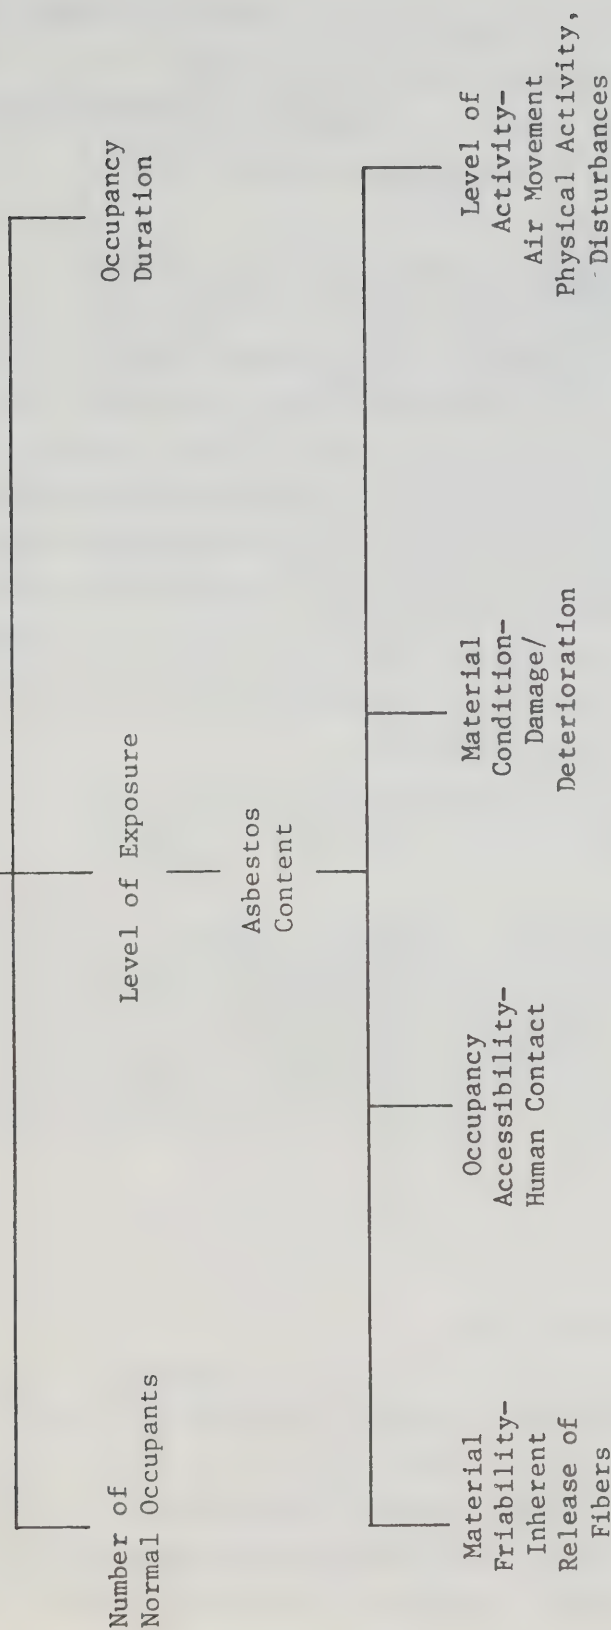 Number of
Normal Occupants
Level of Exposure
Occupancy
Duration
Asbestos
Content
Material
Friability-
Inherent
Release of
Fibers
Occupancy
Accessibility-
Human Contact
Material
Condition-
Damage/
Deterioration
Level of
Activity-
Air Movement
Physical Activity,
Disturbances